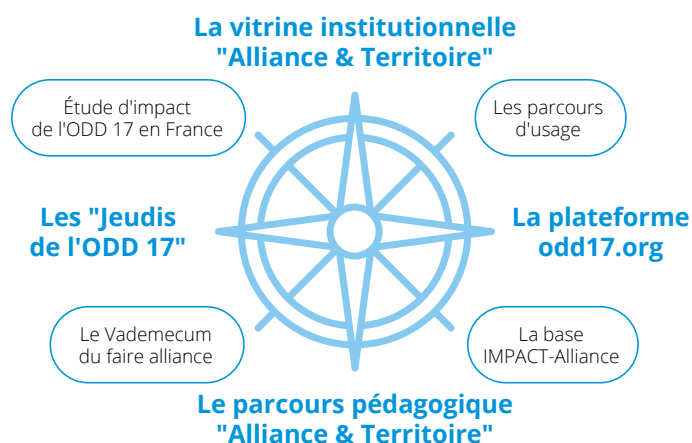 La vitrine institutionnelle
"Alliance & Territoire"
Étude d'impact
de l'ODD 17 en France
Les parcours
d'usage
Les "Jeudis
de l'ODD 17"
La plateforme
odd17.org
Le Vademecum
du faire alliance
La base
IMPACT-Alliance
Le parcours pédagogique
"Alliance & Territoire"